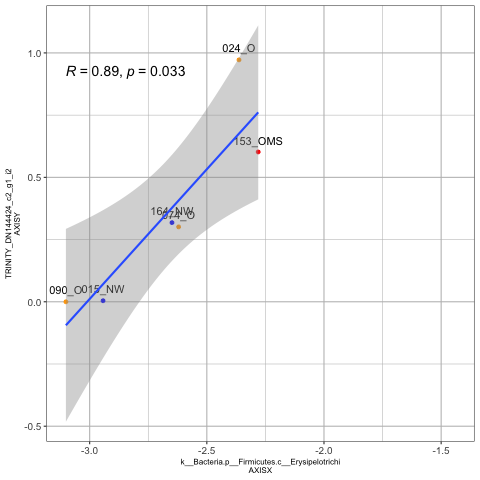 024_O
R = 0.89, p = 0.033
153_OMS
164_NW
074_O
090_O
015_NW
1.0
0.5
0.0
-0.5
-3.0
-2.5
-2.0
-1.5
TRINITY_DN14424_c2_g1_i2
AXISY
k__Bacteria.p__Firmicutes.c__Erysipelotrichi
AXISX